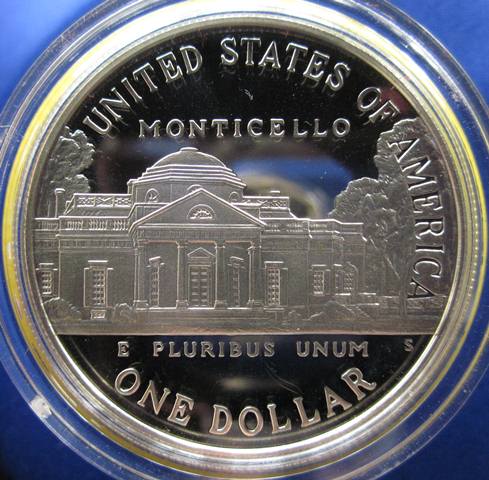 UNITED STATES OF AMERICA
MONTICELLO
E PLURIBUS UNUM S
ONE DOLLAR